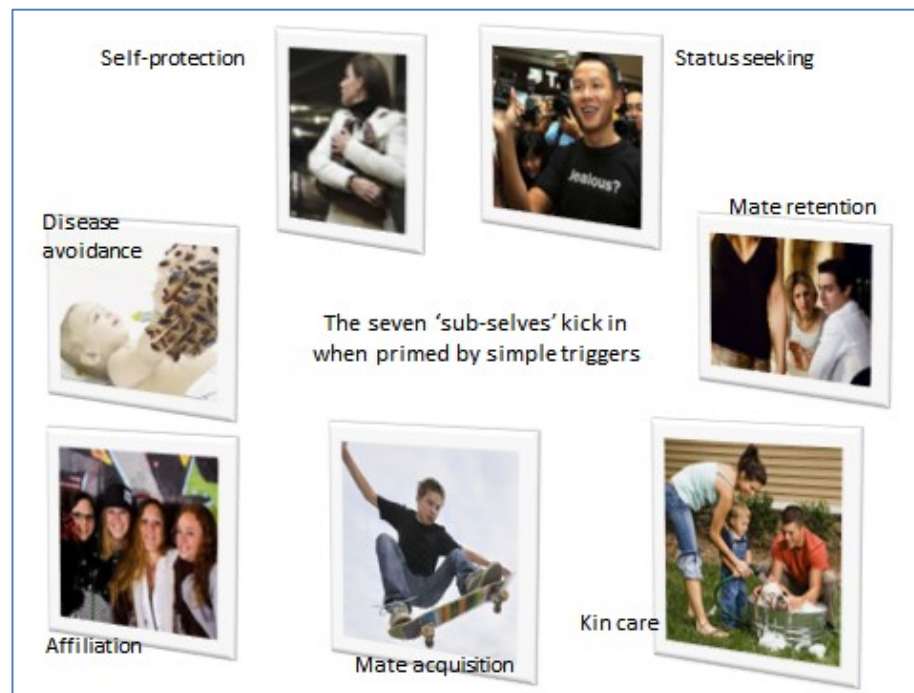 Self-protection
Status seeking
Jealous?
Mate retention
Disease
avoidance
The seven ‘sub-selves’ kick in
when primed by simple triggers
Affiliation
Mate acquisition
Kin care